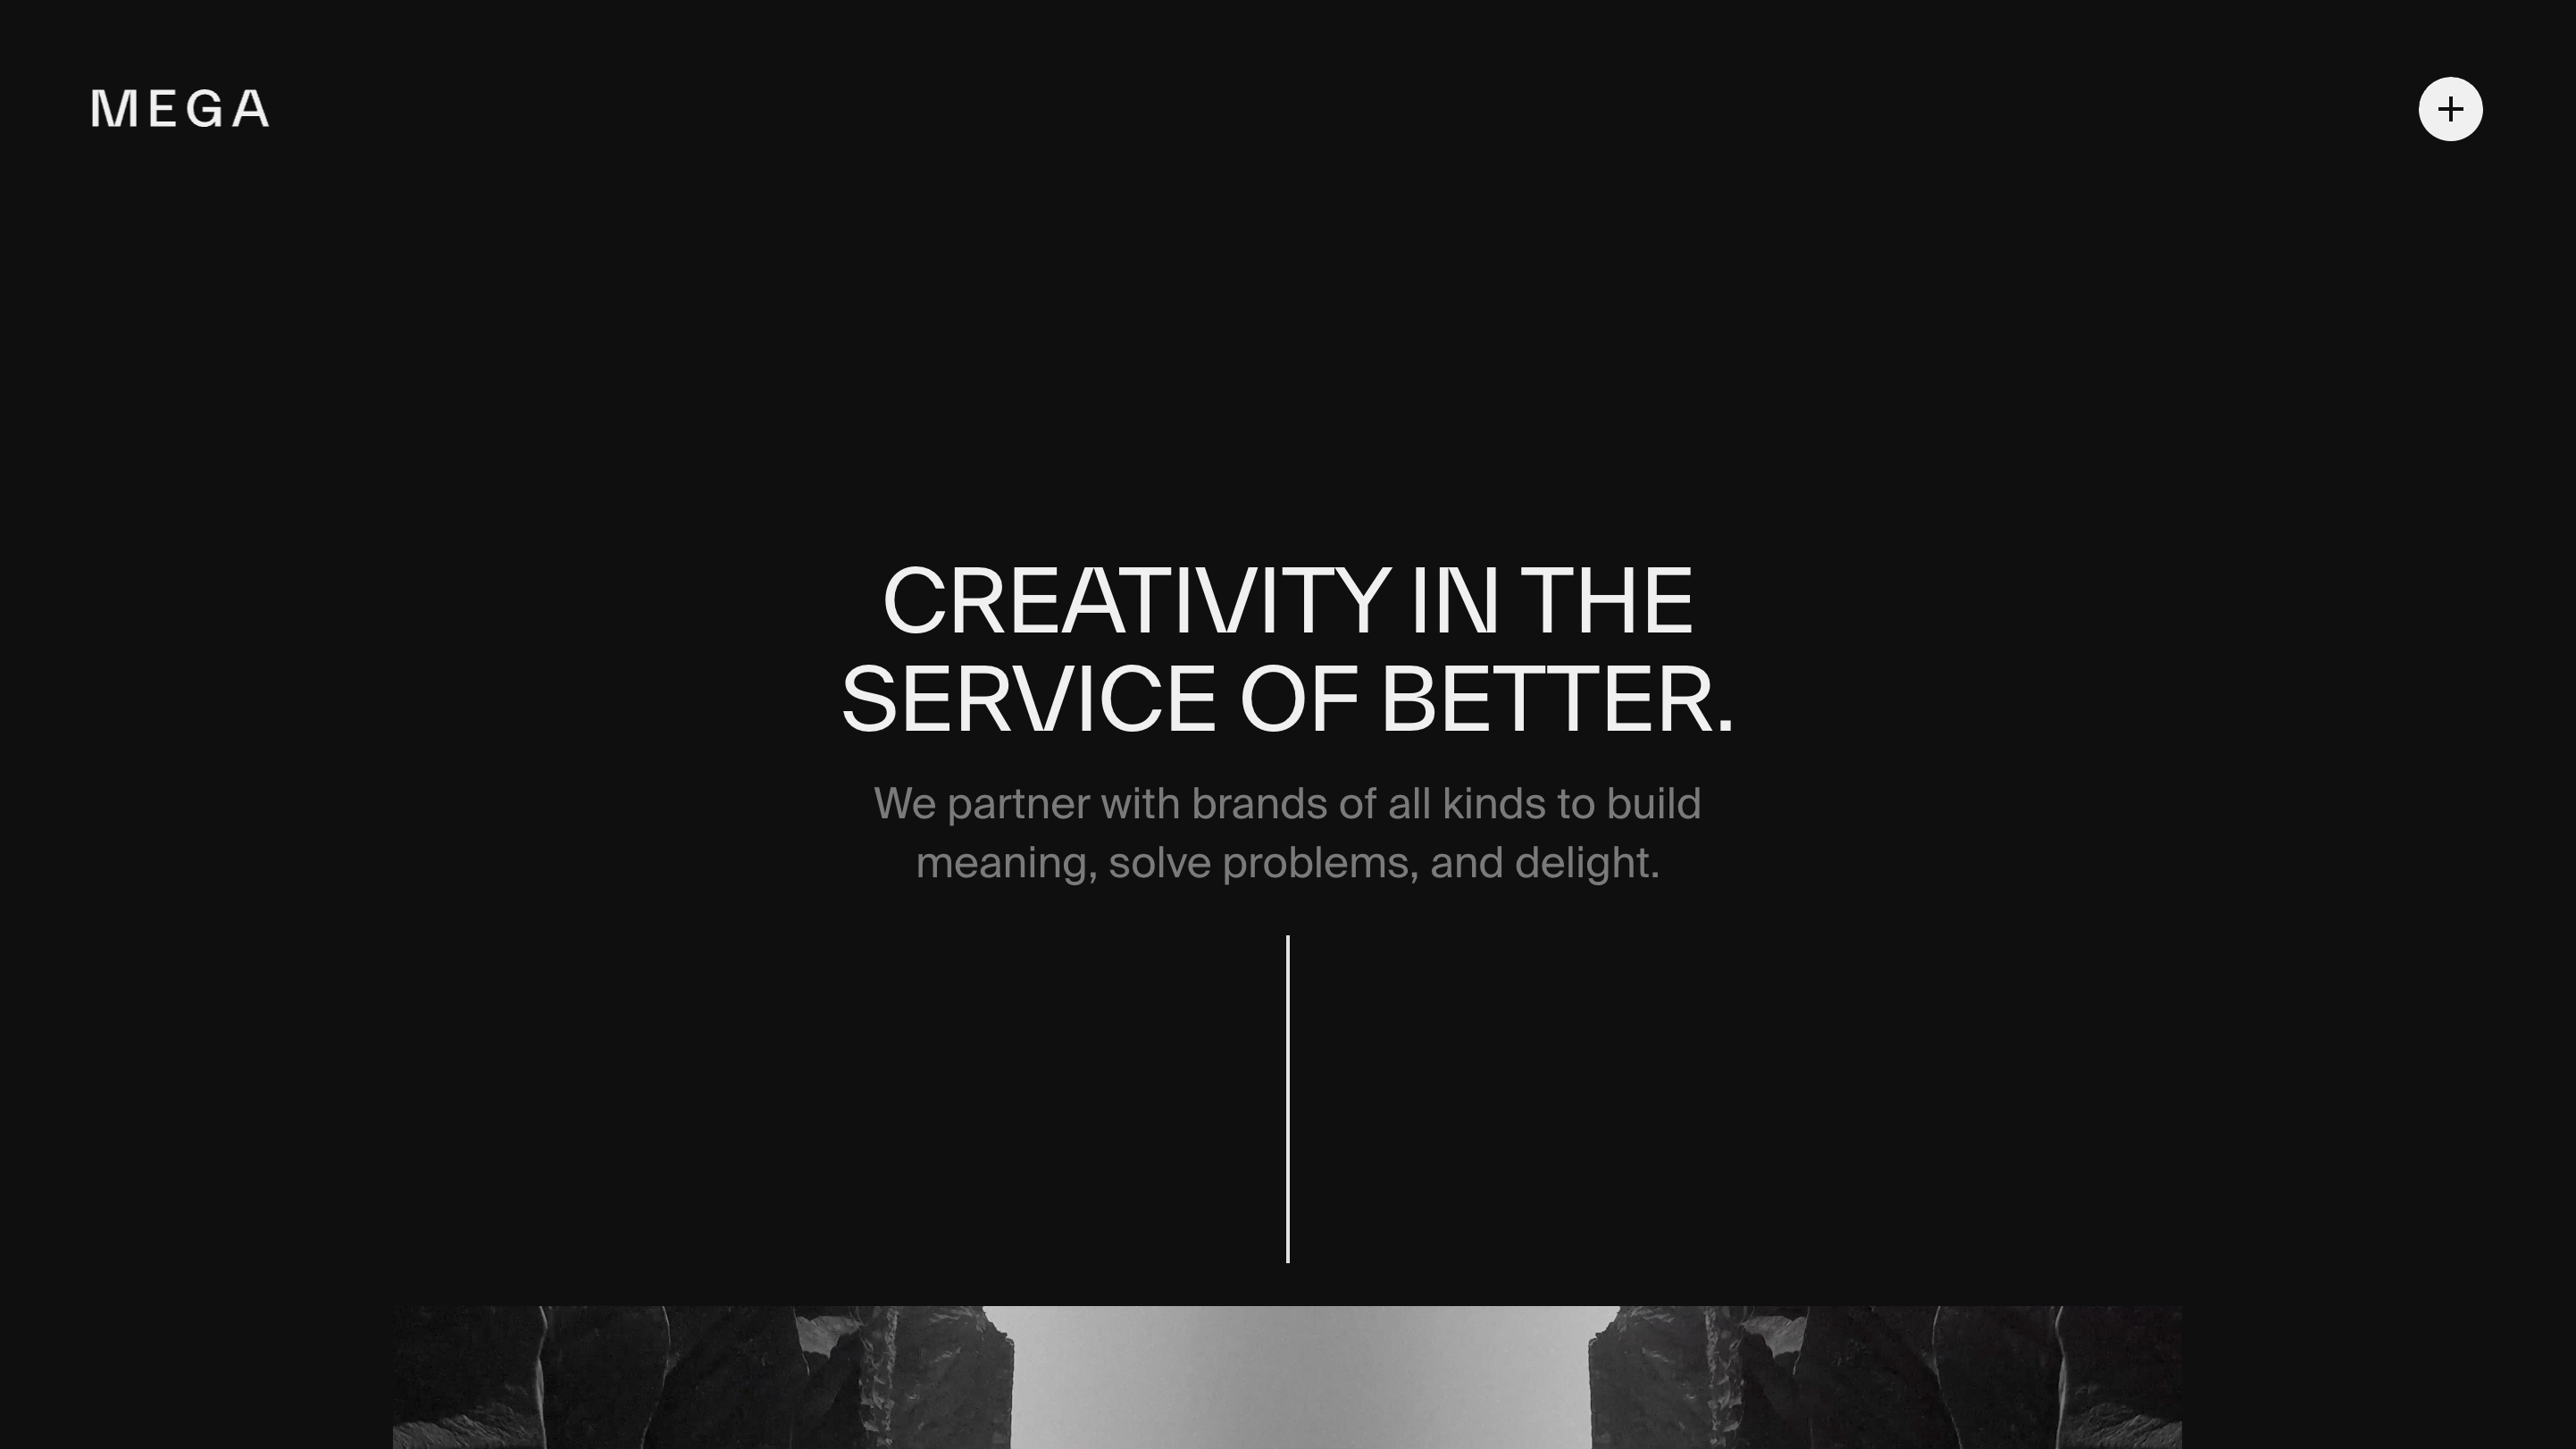 MEGA
CREATIVITY IN THE
SERVICE OF BETTER.
We partner with brands of all kinds to build
meaning, solve problems, and delight.